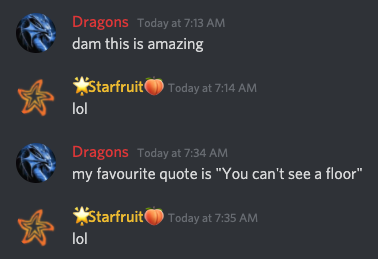 Dragons Today at 7:13 AM
dam this is amazing
🌟Starfruit🍑 Today at 7:14 AM
lol
Dragons Today at 7:34 AM
my favourite quote is "You can't see a floor"
🌟Starfruit🍑 Today at 7:35 AM
lol